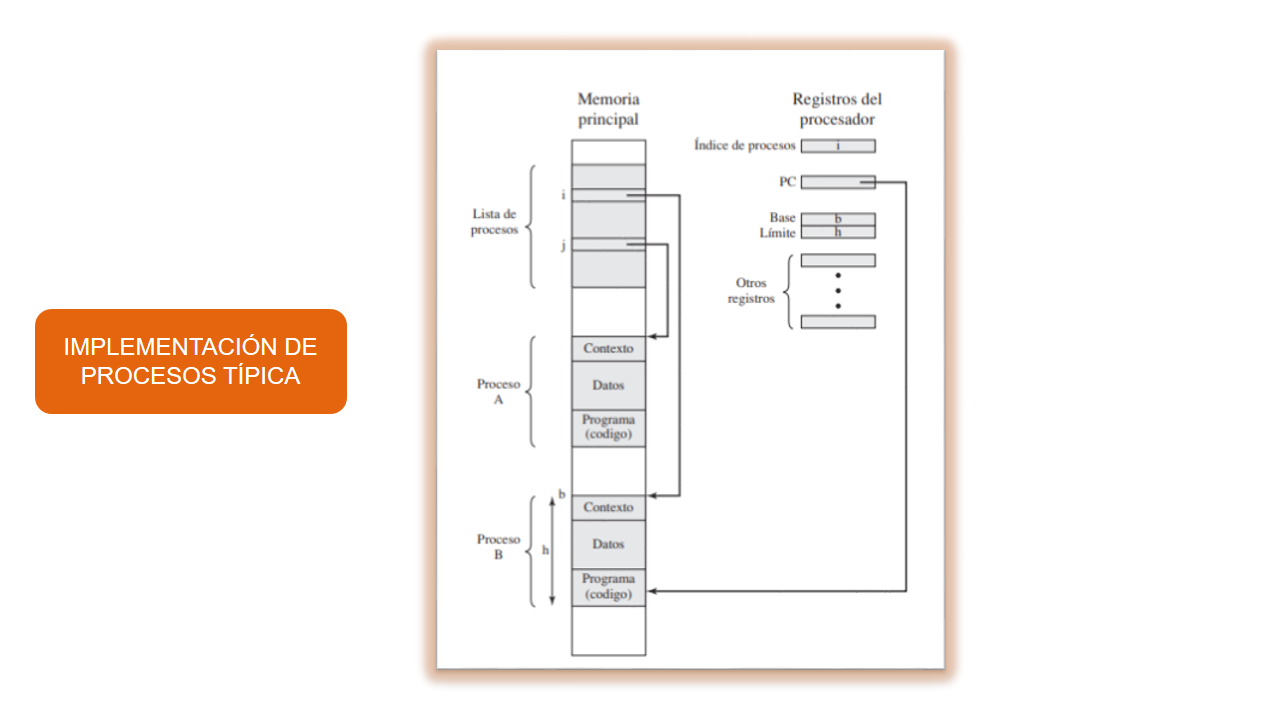 IMPLEMENTACIÓN DE
PROCESOS TÍPICA
Memoria
principal
Registros del
procesador
Índice de procesos
i
PC
Base
b
Límite
h
Otros
registros
Lista de
procesos
i
j
Proceso
A
Contexto
Datos
Programa
(codigo)
Proceso
B
b
h
Contexto
Datos
Programa
(codigo)